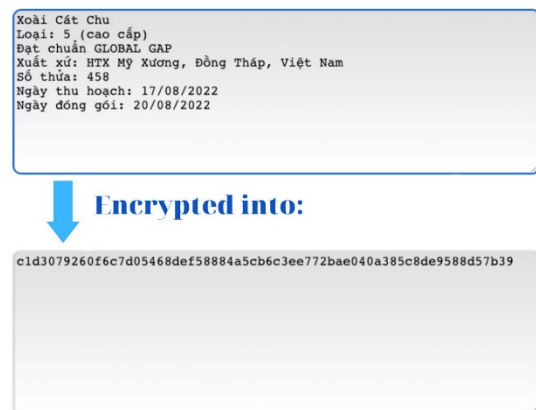 Xoài Cát Chu
Loại: 5 (cao cấp)
Đạt chuẩn GLOBAL GAP
Xuất xứ: HTX Mỹ Xương, Đồng Tháp, Việt Nam
Số thửa: 458
Ngày thu hoạch: 17/08/2022
Ngày đóng gói: 20/08/2022
Encrypted into:
c1d3079260f6c7d05468def58884a5cb6c3ee772bae040a385c8de9588d57b39